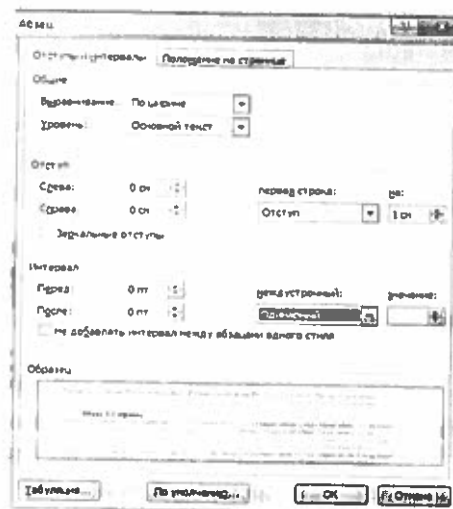 Абзац
Отступы и интервалы Положение на странице
Общие
Выравнивание: По ширине
Уровень: Основной текст
Отступ
Слева: 0 см первая строка: на:
Справа: 0 см Отступ 1 см
Зеркальные отступы
Интервал
Перед: 0 пт междустрочный: значение:
После: 0 пт Одинарный
Не добавлять интервал между абзацами одного стиля
Образец
Табуляция... По умолчанию... ОК Отмена